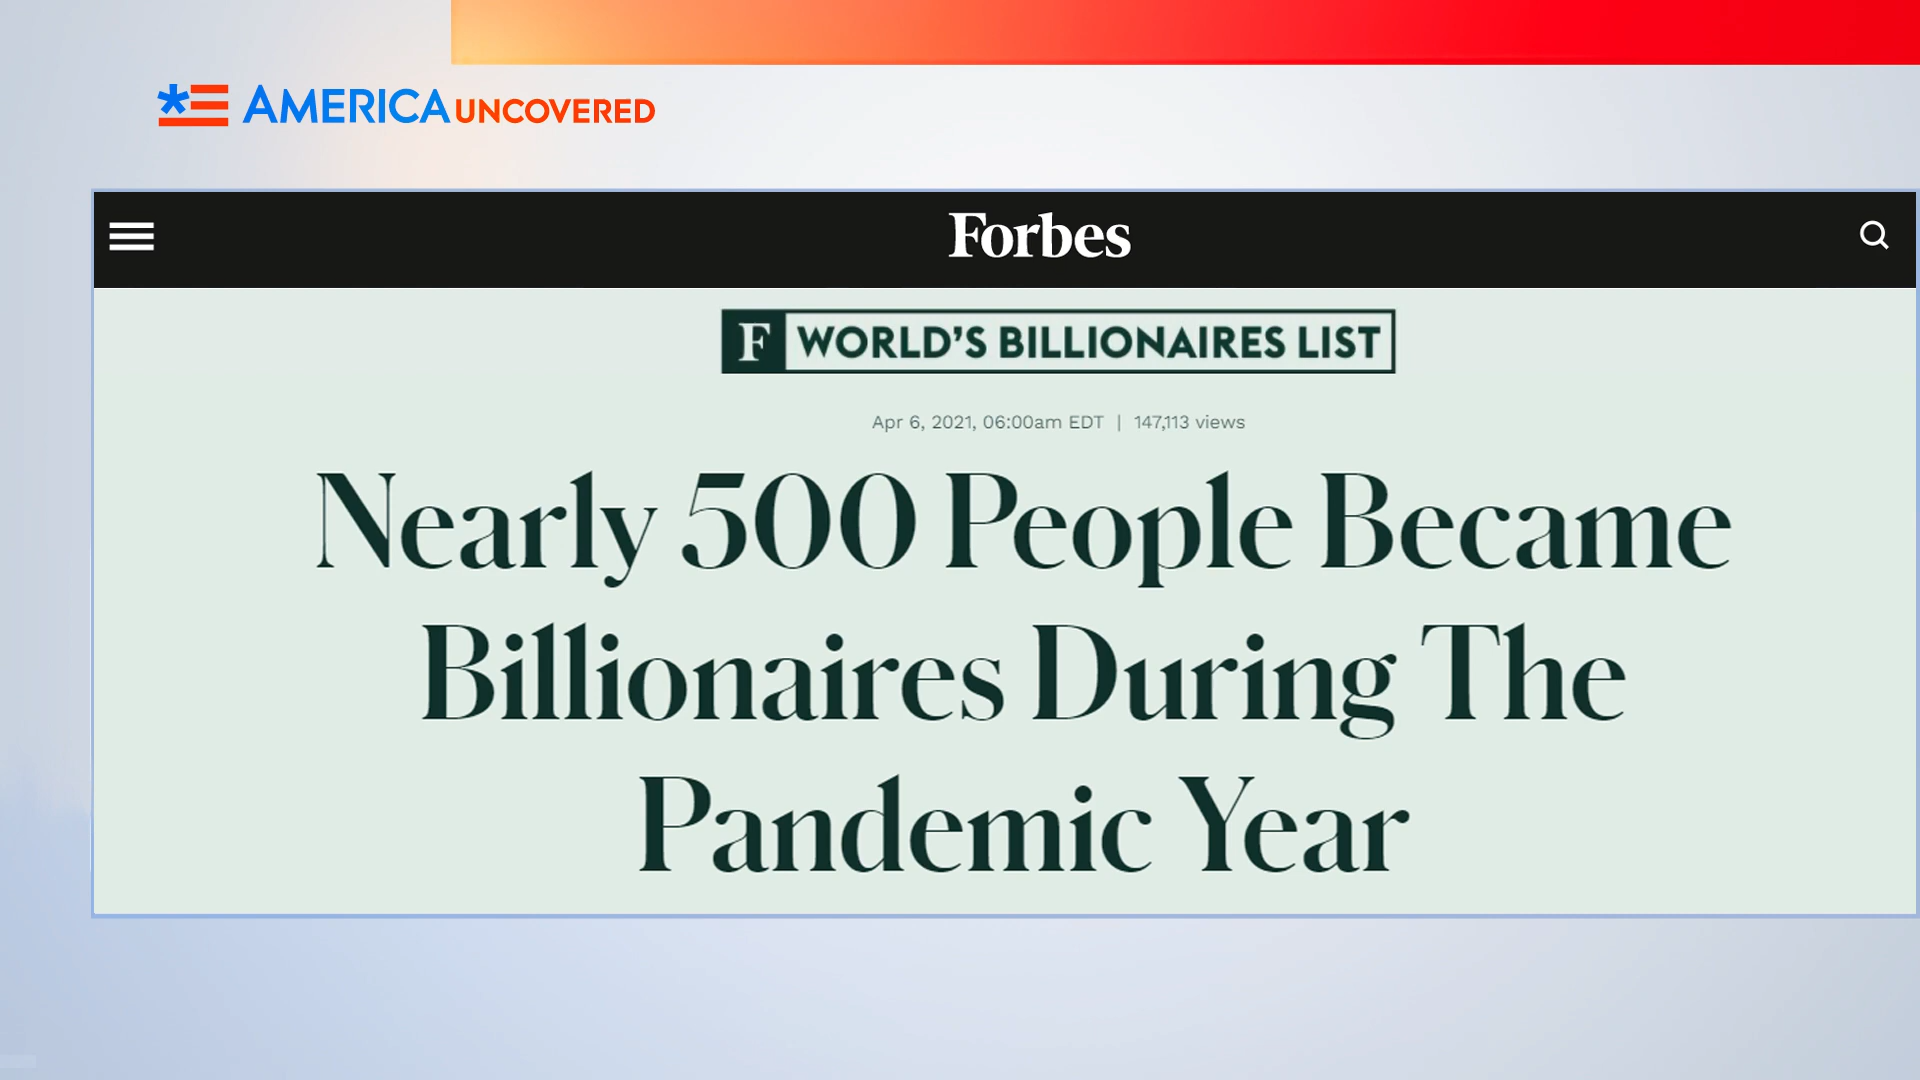 AMERICA UNCOVERED
Forbes
F WORLD'S BILLIONAIRES LIST
Apr 6, 2021, 06:00am EDT | 147,113 views
Nearly 500 People Became
Billionaires During The
Pandemic Year